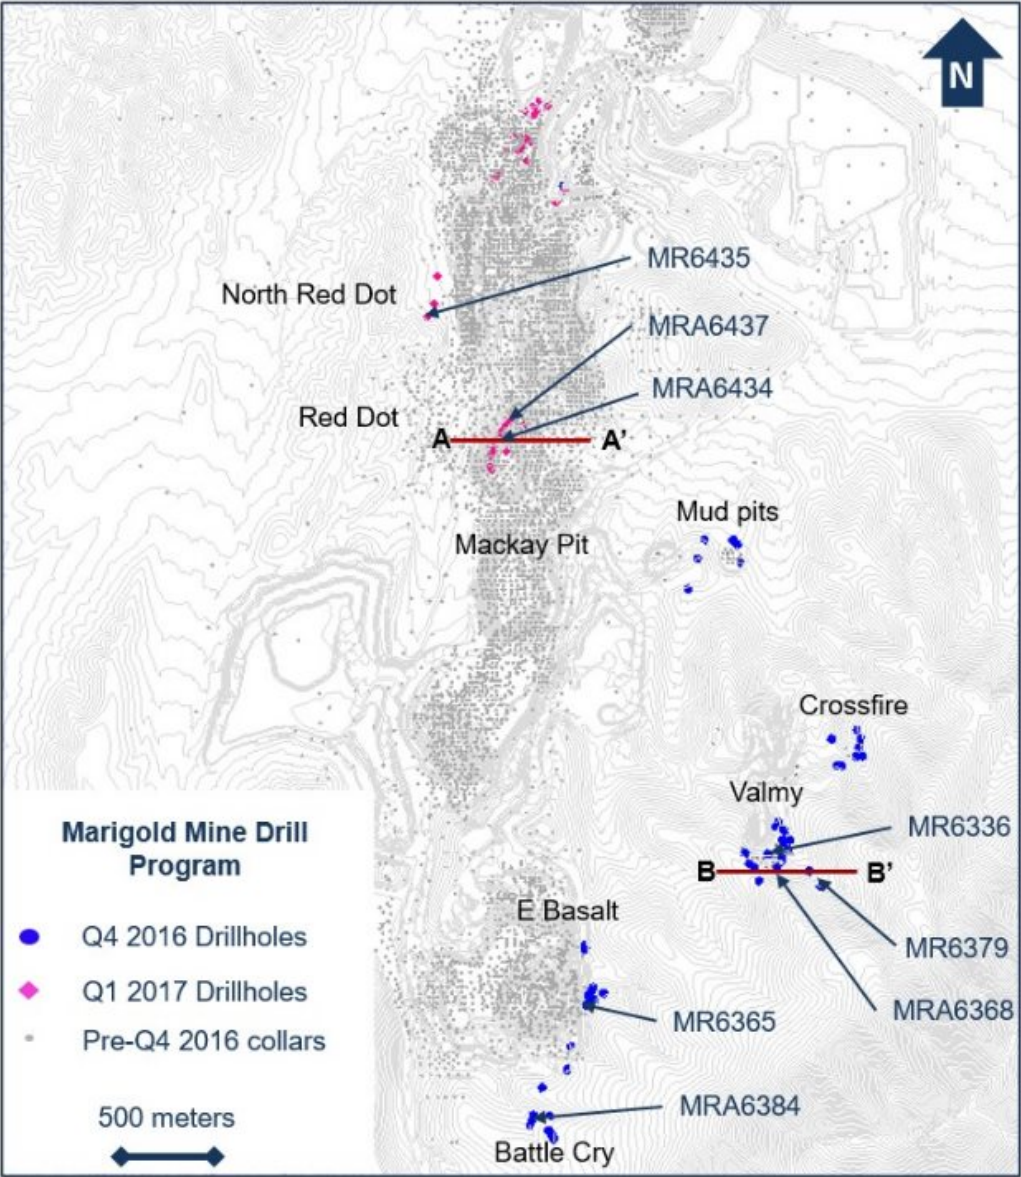 N
MR6435
North Red Dot
MRA6437
MRA6434
Red Dot
A
A’
Mud pits
Mackay Pit
Crossfire
Valmy
MR6336
Marigold Mine Drill
Program
B
B’
E Basalt
Q4 2016 Drillholes
MR6379
Q1 2017 Drillholes
MRA6368
MR6365
Pre-Q4 2016 collars
MRA6384
500 meters
Battle Cry